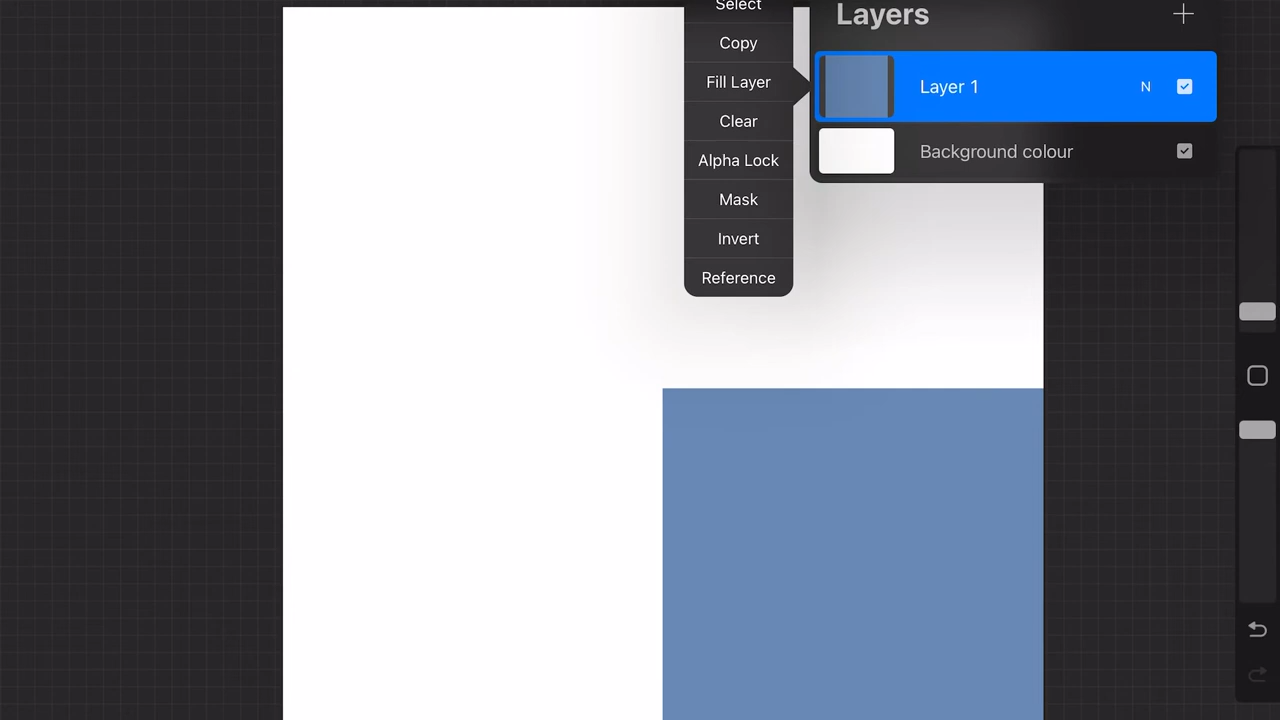 Select
Copy
Fill Layer
Clear
Alpha Lock
Mask
Invert
Reference
Layers
Layer 1 N
Background colour